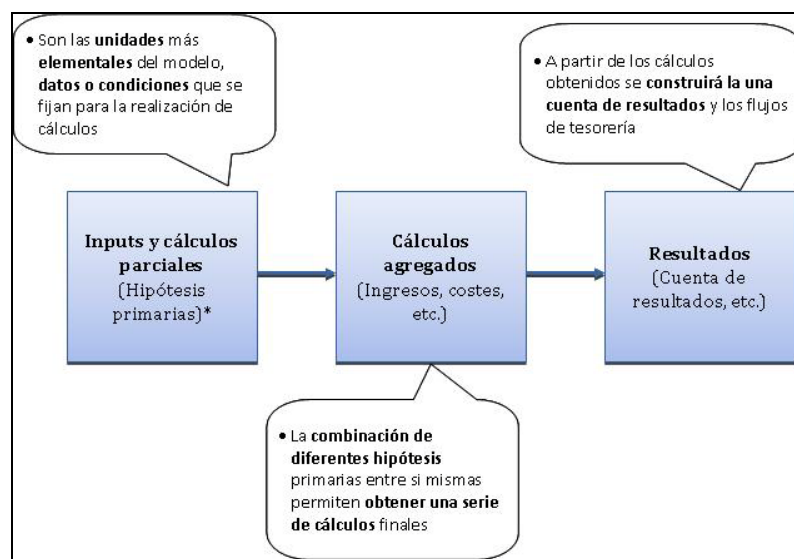 • Son las unidades más
elementales del modelo,
datos o condiciones que se
fijan para la realización de
cálculos
• A partir de los cálculos
obtenidos se construirá la una
cuenta de resultados y los flujos
de tesorería
Inputs y cálculos
parciales
(Hipótesis
primarias)*
Cálculos
agregados
(Ingresos, costes,
etc.)
Resultados
(Cuenta de
resultados, etc.)
• La combinación de
diferentes hipótesis
primarias entre si mismas
permiten obtener una serie
de cálculos finales